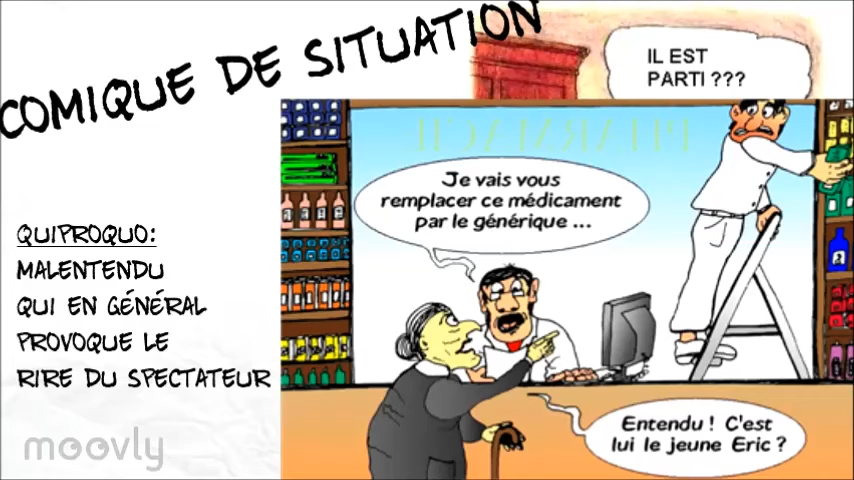 COMIQUE DE SITUATION
IL EST
PARTI ???
PHARMACIE
Je vais vous
remplacer ce médicament
par le générique ...
QUIPROQUO:
MALENTENDU
QUI EN GÉNÉRAL
PROVOQUE LE
RIRE DU SPECTATEUR
Entendu ! C'est
lui le jeune Eric ?
moovly